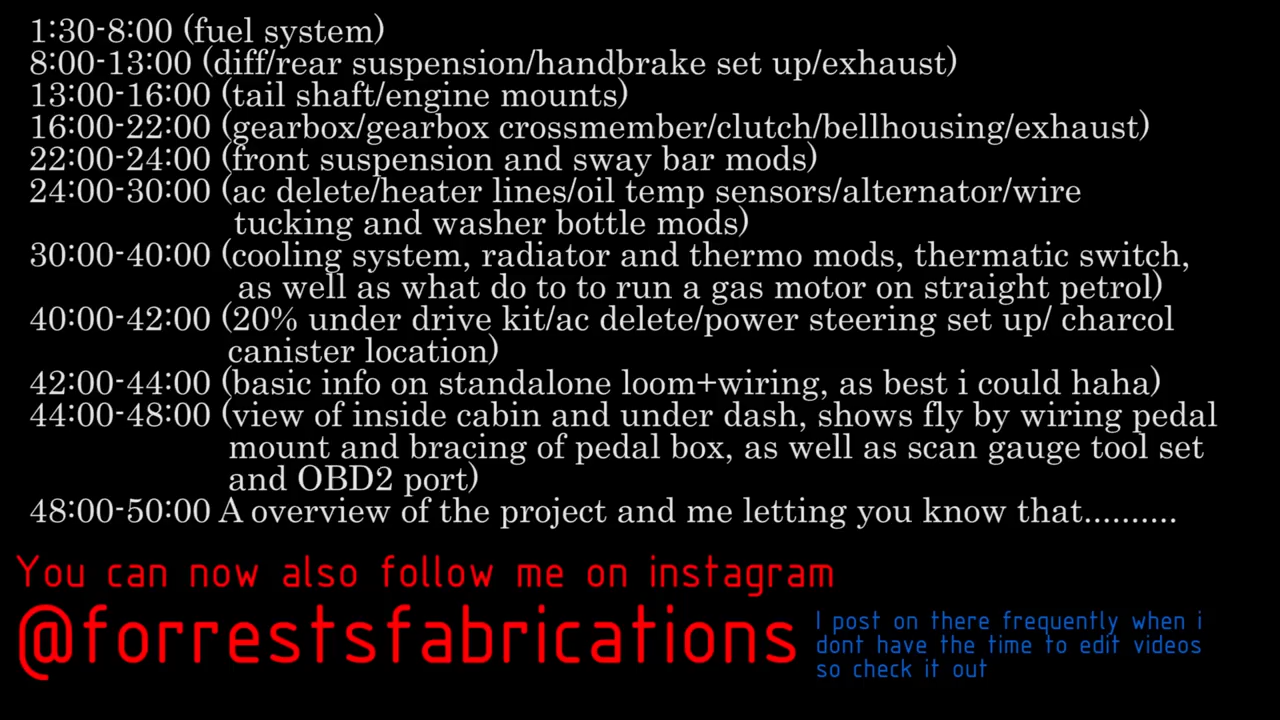 1:30-8:00 (fuel system)
8:00-13:00 (diff/rear suspension/handbrake set up/exhaust)
13:00-16:00 (tail shaft/engine mounts)
16:00-22:00 (gearbox/gearbox crossmember/clutch/bellhousing/exhaust)
22:00-24:00 (front suspension and sway bar mods)
24:00-30:00 (ac delete/heater lines/oil temp sensors/alternator/wire
tucking and washer bottle mods)
30:00-40:00 (cooling system, radiator and thermo mods, thermatic switch,
as well as what do to to run a gas motor on straight petrol)
40:00-42:00 (20% under drive kit/ac delete/power steering set up/ charcol
canister location)
42:00-44:00 (basic info on standalone loom+wiring, as best i could haha)
44:00-48:00 (view of inside cabin and under dash, shows fly by wiring pedal
mount and bracing of pedal box, as well as scan gauge tool set
and OBD2 port)
48:00-50:00 A overview of the project and me letting you know that..........
You can now also follow me on instagram
@forrestsfabrications
I post on there frequently when i
dont have the time to edit videos
so check it out